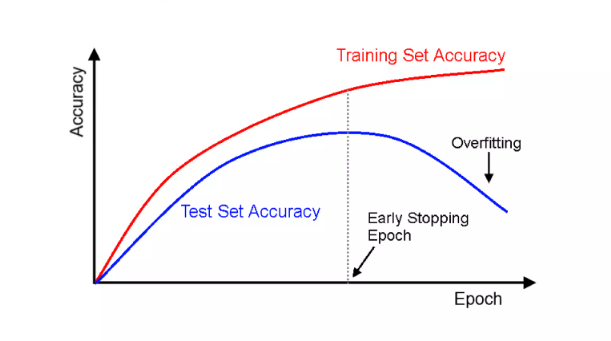 Training Set Accuracy
Accuracy
Overfitting
Test Set Accuracy
Early Stopping
Epoch
Epoch